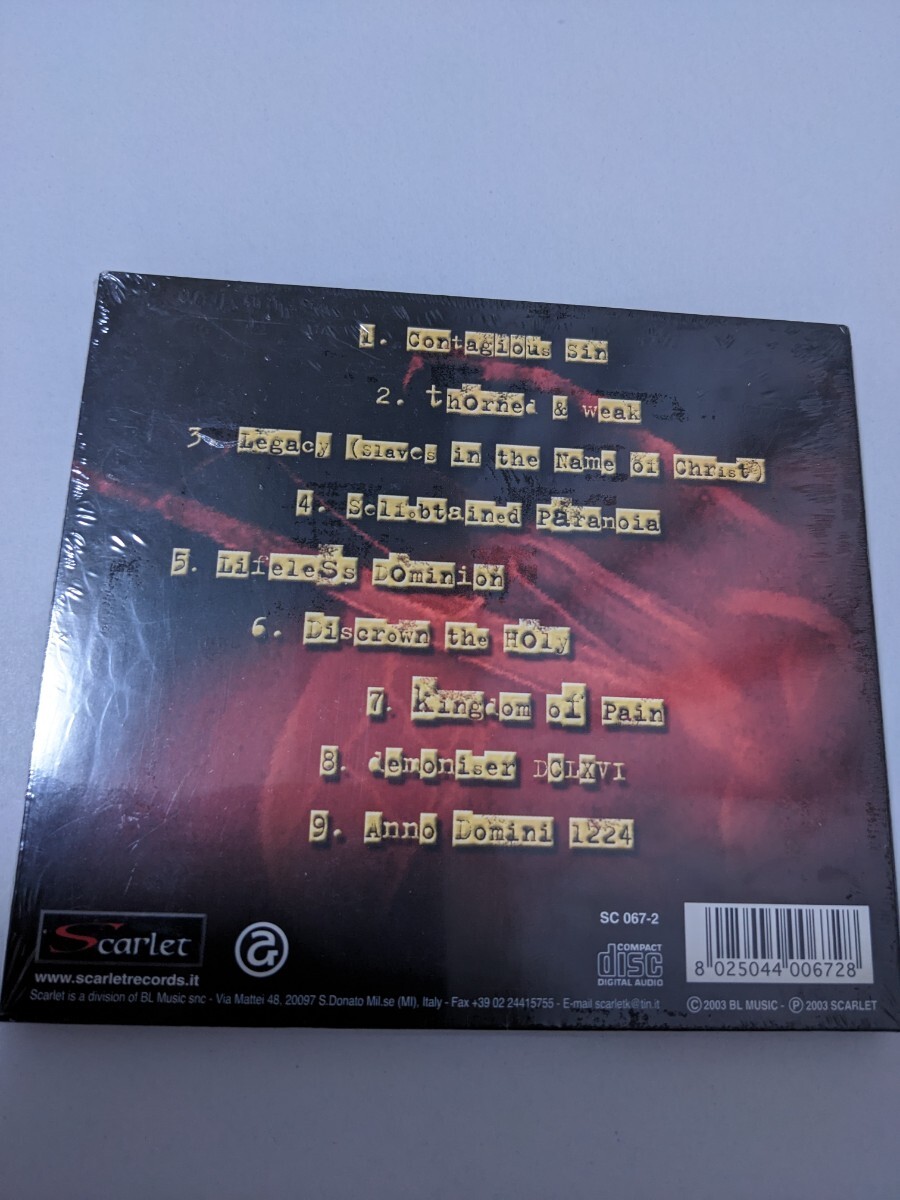 1. Contagious Sin
2. thorned & weak
3 Legacy (slaves in the Name of Christ)
4. Selfobtained Paranoia
5. Lifeless Dominion
6. Discrown the Holy
7. kingdom of Pain
8. demoniser DCLXVI
9. Anno Domini 1224
Scarlet
www.scarletrecords.it
SC 067-2
COMPACT
disc
DIGITAL AUDIO
8 025044 006728
Scarlet is a division of BL Music snc - Via Mattei 48. 20097 S.Donato Mil.se (MI), Italy - Fax +39 02 24415755 - E-mail scarletk@tin.it
© 2003 BL MUSIC - ℗ 2003 SCARLET